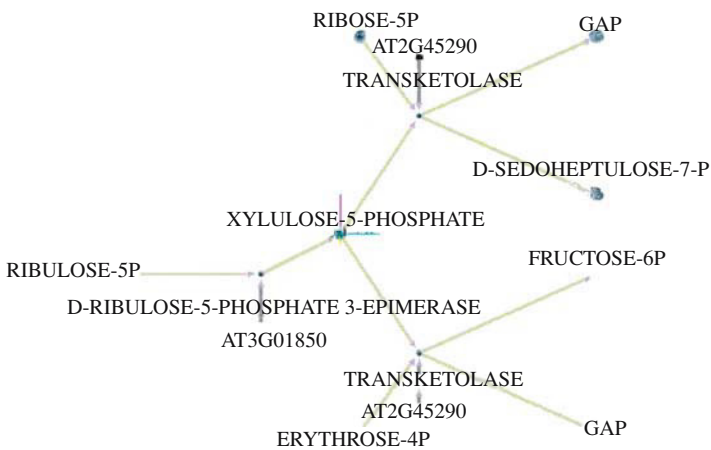 RIBOSE-5P
GAP
AT2G45290
TRANSKETOLASE
D-SEDOHEPTULOSE-7-P
XYLULOSE-5-PHOSPHATE
FRUCTOSE-6P
RIBULOSE-5P
D-RIBULOSE-5-PHOSPHATE 3-EPIMERASE
AT3G01850
TRANSKETOLASE
AT2G45290
GAP
ERYTHROSE-4P